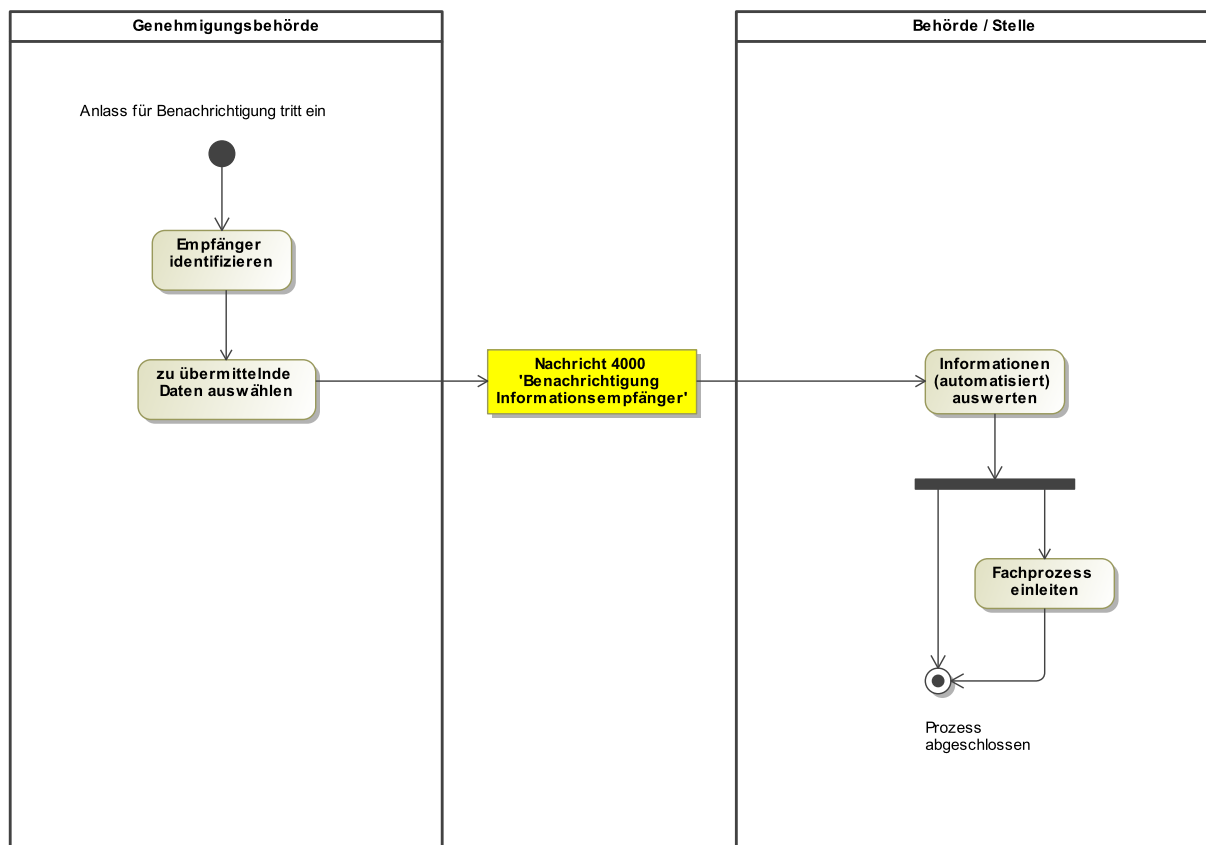 Genehmigungsbehörde
Behörde / Stelle
Anlass für Benachrichtigung tritt ein
Empfänger
identifizieren
zu übermittelnde
Daten auswählen
Nachricht 4000
'Benachrichtigung
Informationsempfänger'
Informationen
(automatisiert)
auswerten
Fachprozess
einleiten
Prozess
abgeschlossen